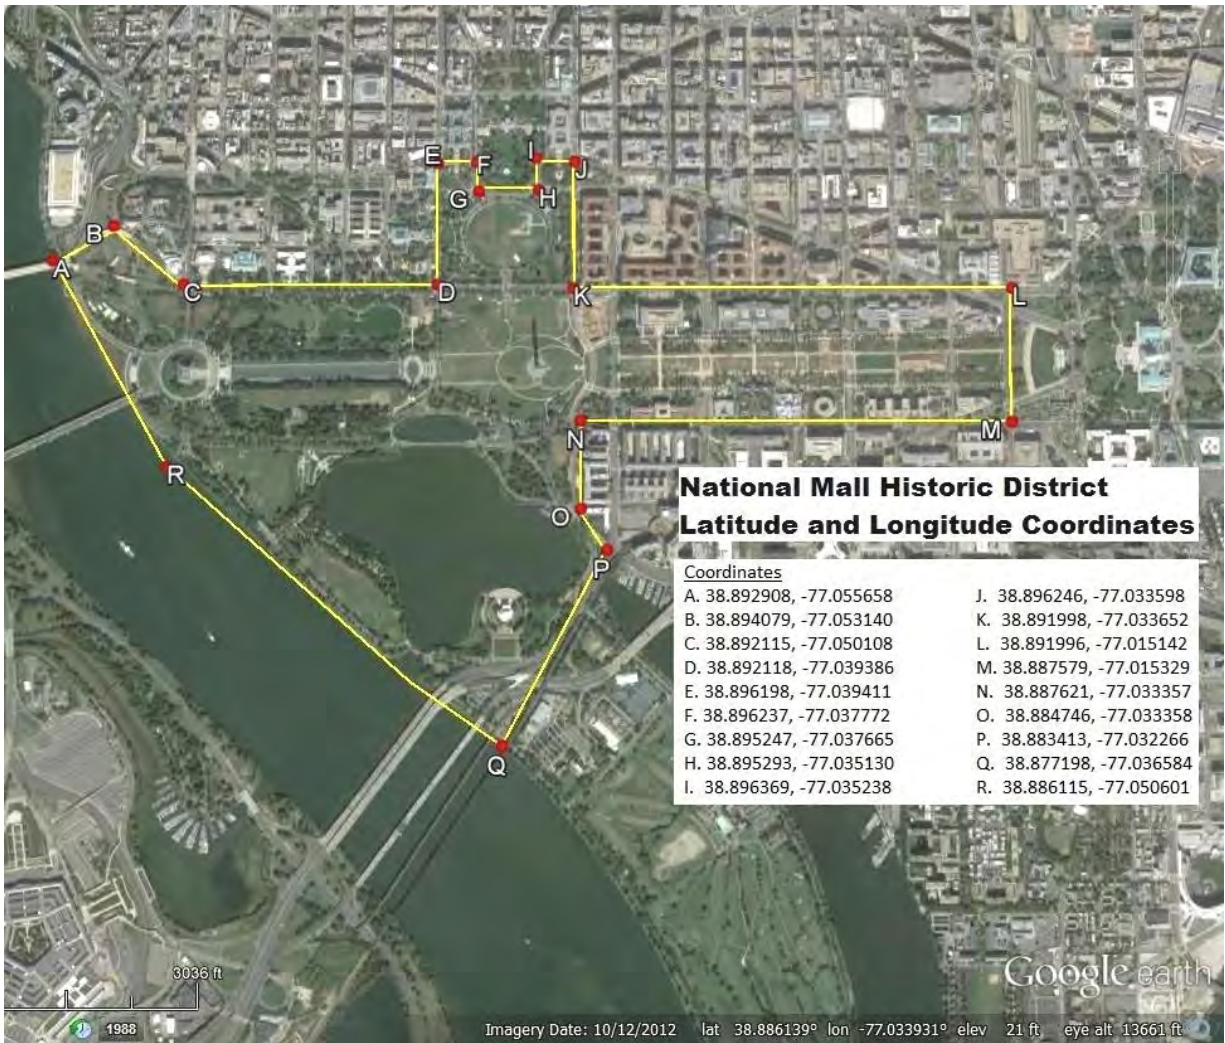 E
F
I
J
G
H
B
A
C
D
K
L
N
M
R
O
P
Q
National Mall Historic District
Latitude and Longitude Coordinates
Coordinates
A. 38.892908, -77.055658
B. 38.894079, -77.053140
C. 38.892115, -77.050108
D. 38.892118, -77.039386
E. 38.896198, -77.039411
F. 38.896237, -77.037772
G. 38.895247, -77.037665
H. 38.895293, -77.035130
I. 38.896369, -77.035238
J. 38.896246, -77.033598
K. 38.891998, -77.033652
L. 38.891996, -77.015142
M. 38.887579, -77.015329
N. 38.887621, -77.033357
O. 38.884746, -77.033358
P. 38.883413, -77.032266
Q. 38.877198, -77.036584
R. 38.886115, -77.050601
3036 ft
Google earth
1988
Imagery Date: 10/12/2012 lat 38.886139° lon -77.033931° elev 21 ft eye alt 13661 ft